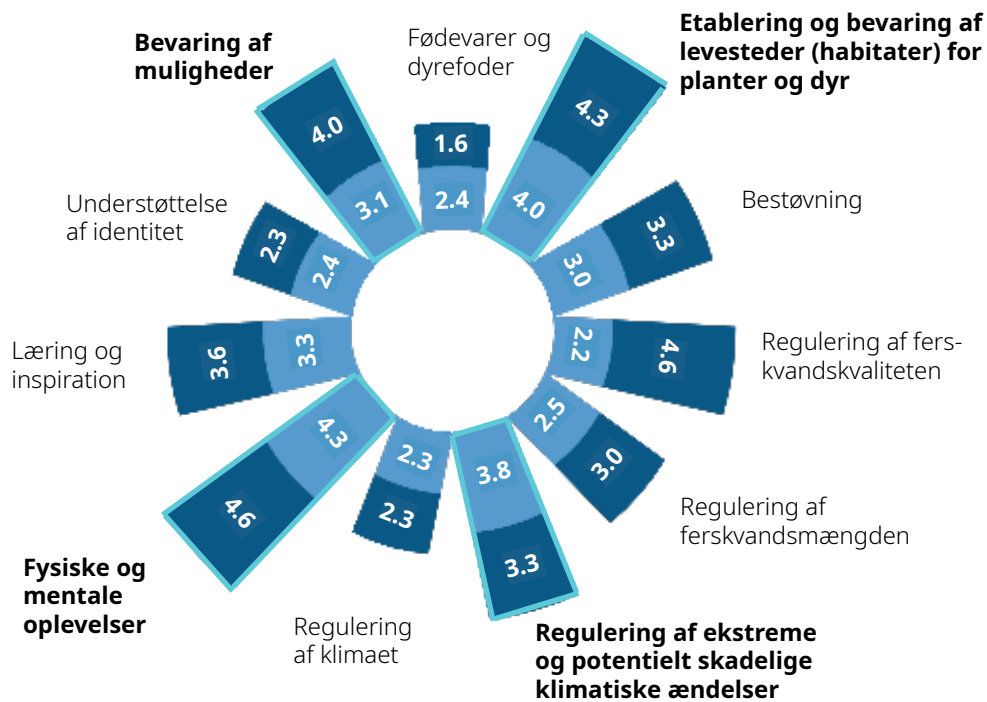 Bevaring af
muligheder
4.0
3.1
Fødevarer og
dyrefoder
1.6
2.4
Etablering og bevaring af
levesteder (habitater) for
planter og dyr
4.3
4.0
Bestøvning
3.3
3.0
Regulering af fers-
kvandskvaliteten
4.6
2.2
Regulering af
ferskvandsmængden
3.0
2.5
Regulering af ekstreme
og potentielt skadelige
klimatiske ændelser
3.8
3.3
Regulering
af klimaet
2.3
2.3
Fysiske og
mentale
oplevelser
4.3
4.6
Læring og
inspiration
3.6
3.3
Understøttelse
af identitet
2.3
2.4